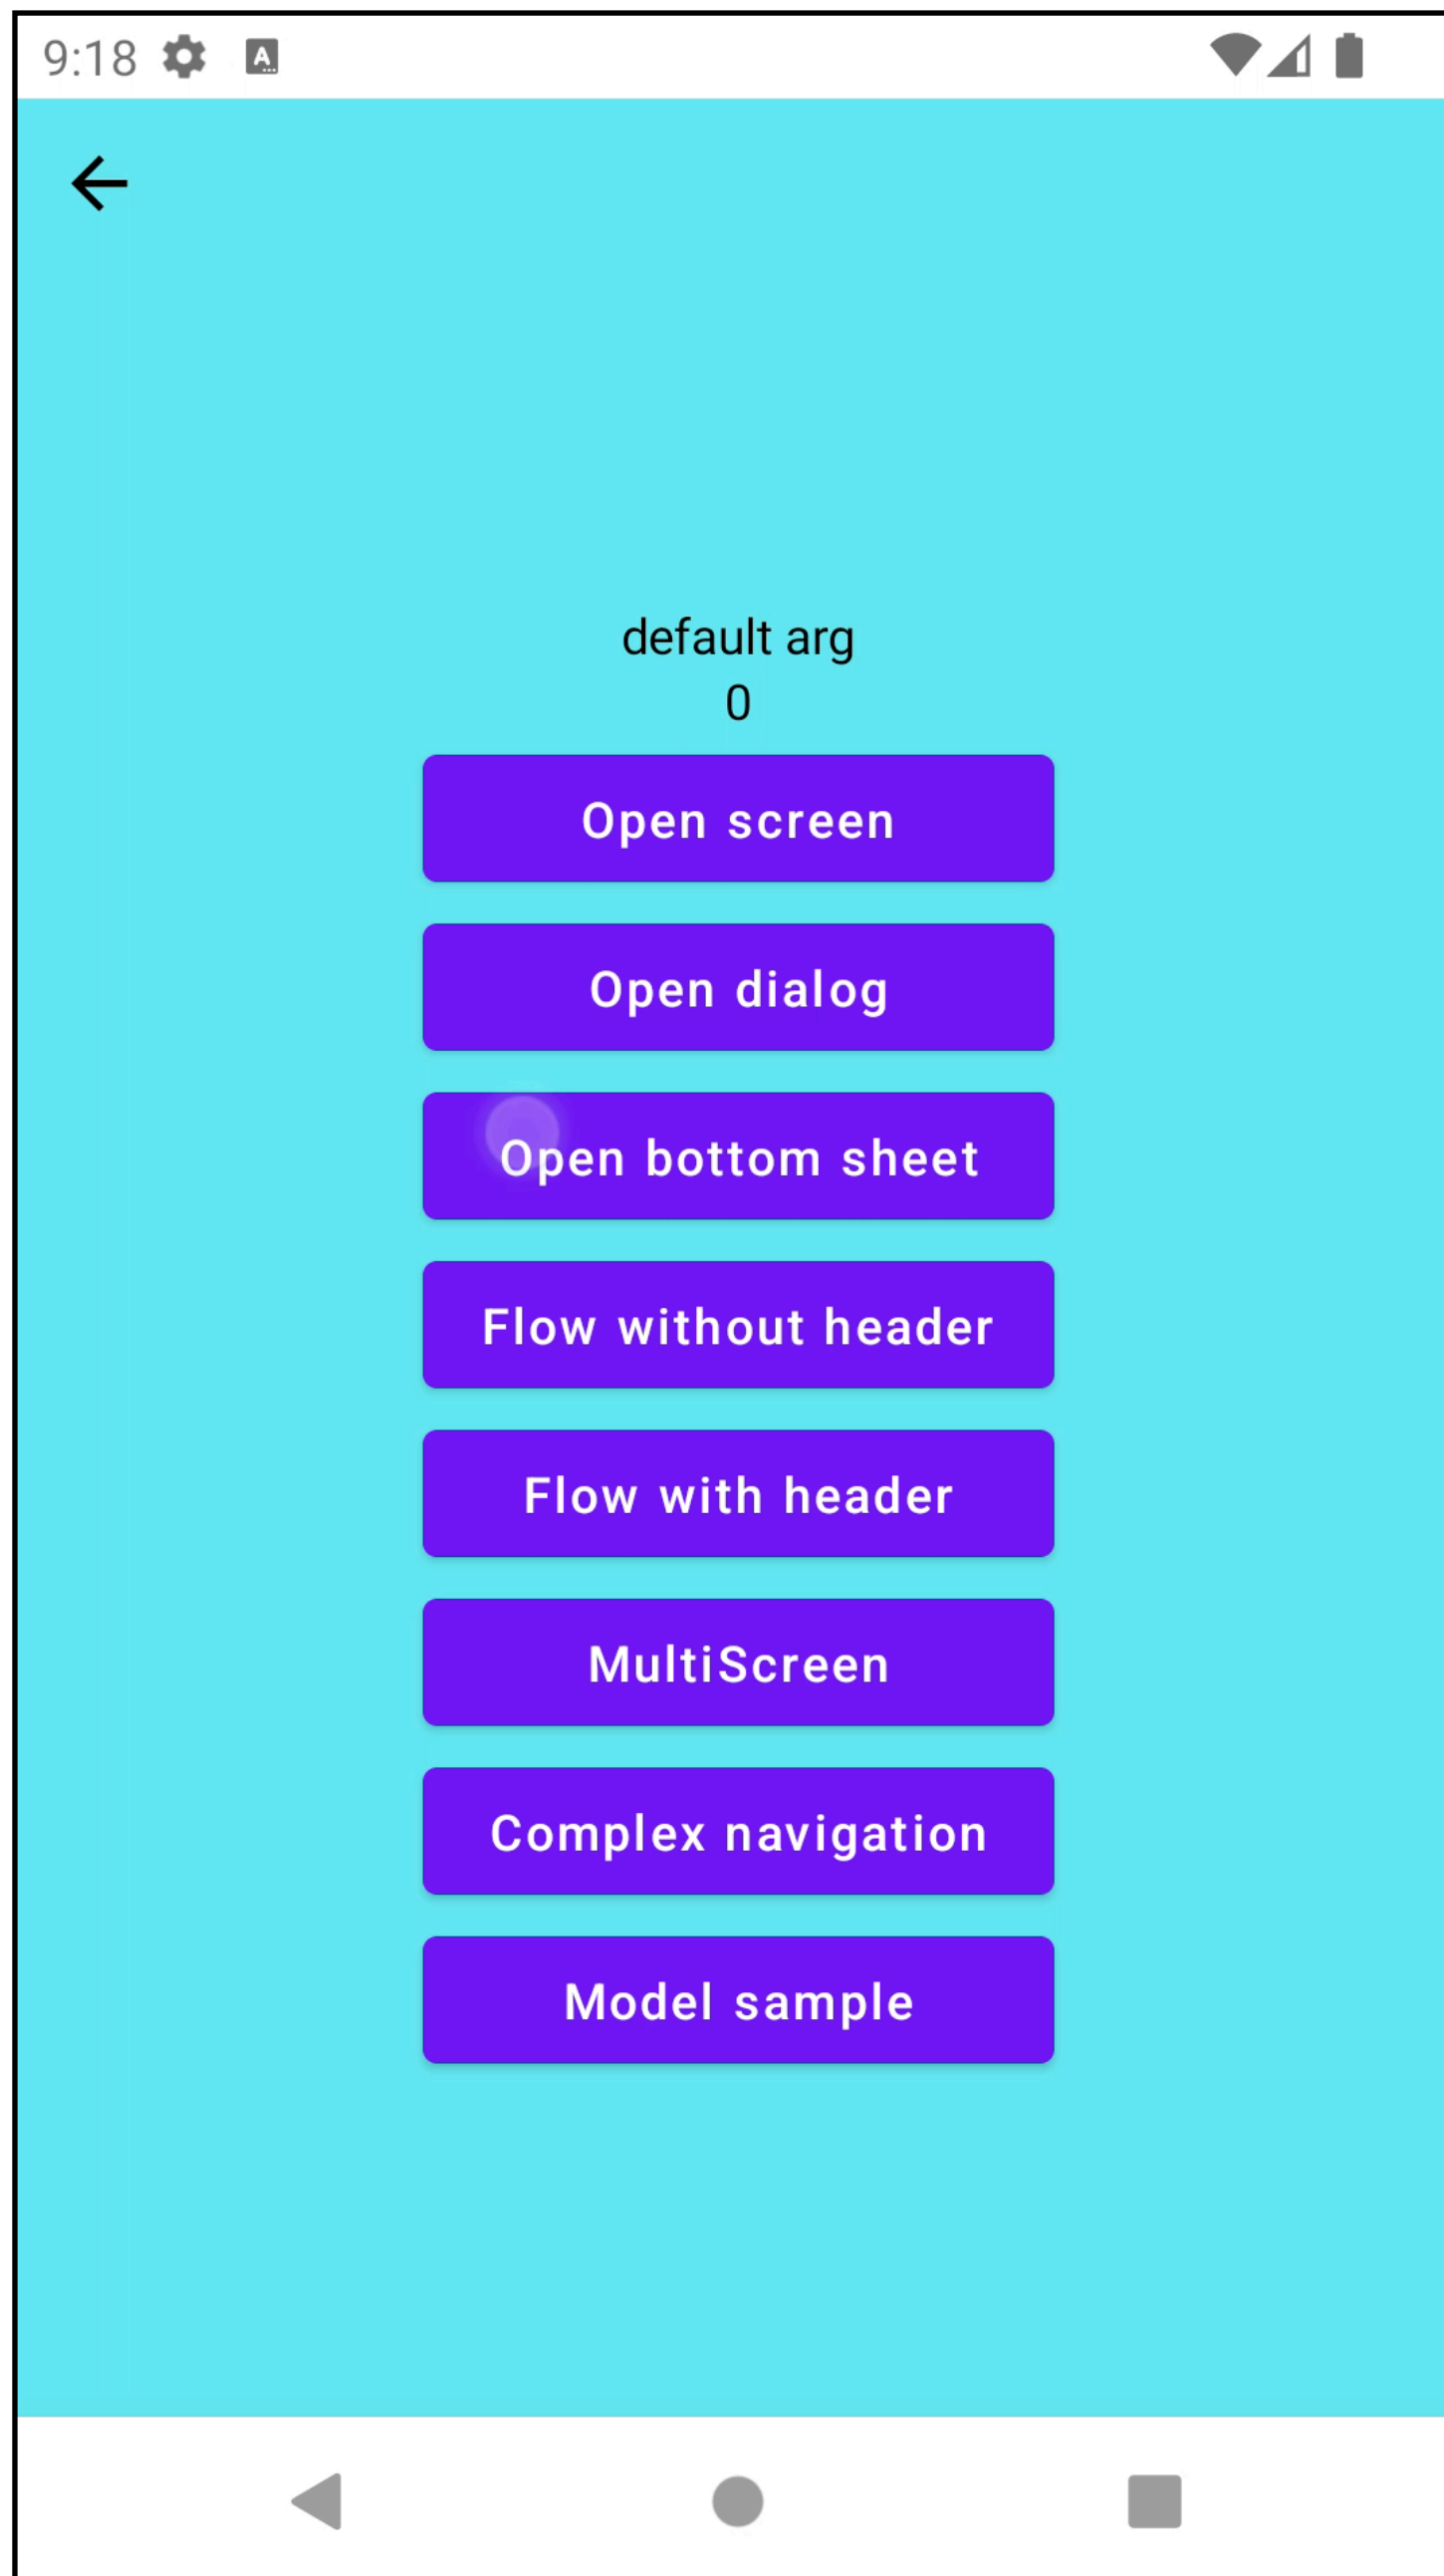 9:18
default arg
0
Open screen
Open dialog
Open bottom sheet
Flow without header
Flow with header
MultiScreen
Complex navigation
Model sample